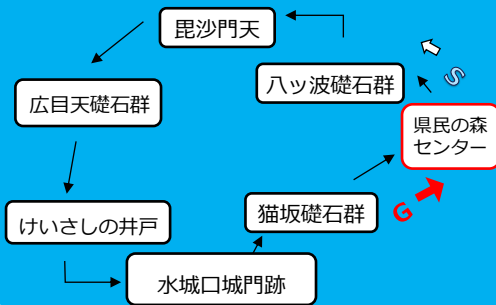 毘沙門天
S
八ッ波礎石群
広目天礎石群
県民の森
センター
猫坂礎石群
G
けいさしの井戸
水城口城門跡